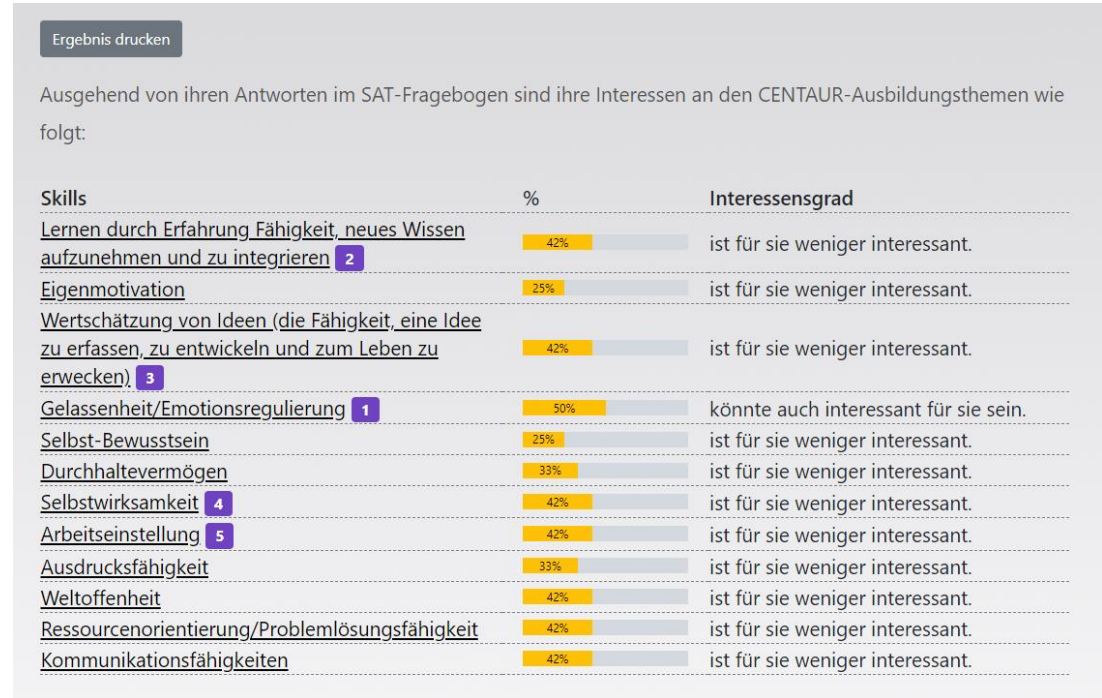 Ergebnis drucken
Ausgehend von ihren Antworten im SAT-Fragebogen sind ihre Interessen an den CENTAUR-Ausbildungsthemen wie
folgt:
Skills % Interessensgrad
Lernen durch Erfahrung Fähigkeit, neues Wissen
aufzunehmen und zu integrieren 2 42% ist für sie weniger interessant.
Eigenmotivation 25% ist für sie weniger interessant.
Wertschätzung von Ideen (die Fähigkeit, eine Idee
zu erfassen, zu entwickeln und zum Leben zu 42% ist für sie weniger interessant.
erwecken) 3
Gelassenheit/Emotionsregulierung 1 50% könnte auch interessant für sie sein.
Selbst-Bewusstsein 25% ist für sie weniger interessant.
Durchhaltevermögen 33% ist für sie weniger interessant.
Selbstwirksamkeit 4 42% ist für sie weniger interessant.
Arbeitseinstellung 5 42% ist für sie weniger interessant.
Ausdrucksfähigkeit 33% ist für sie weniger interessant.
Weltoffenheit 42% ist für sie weniger interessant.
Ressourcenorientierung/Problemlösungsfähigkeit 42% ist für sie weniger interessant.
Kommunikationsfähigkeiten 42% ist für sie weniger interessant.